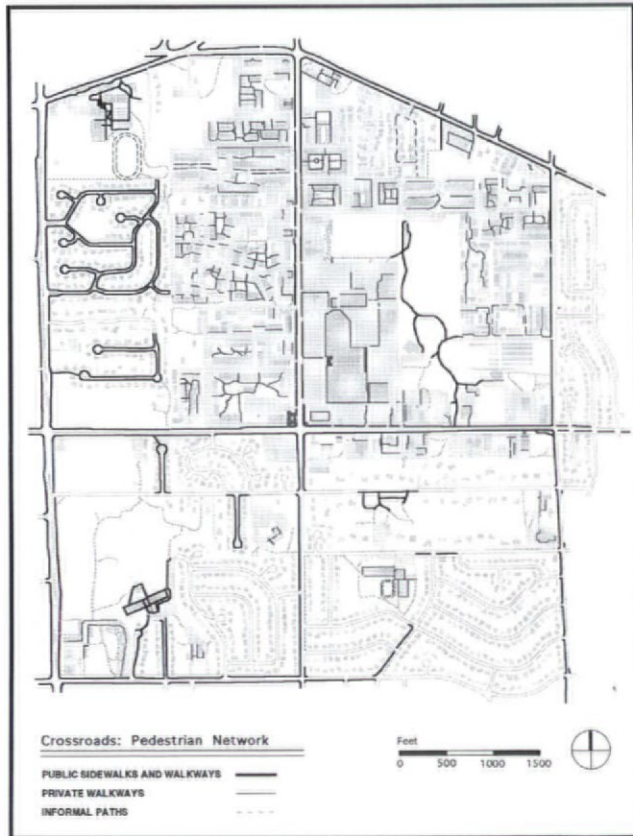 Crossroads: Pedestrian Network
PUBLIC SIDEWALKS AND WALKWAYS
PRIVATE WALKWAYS
INFORMAL PATHS
Feet
0 500 1000 1500